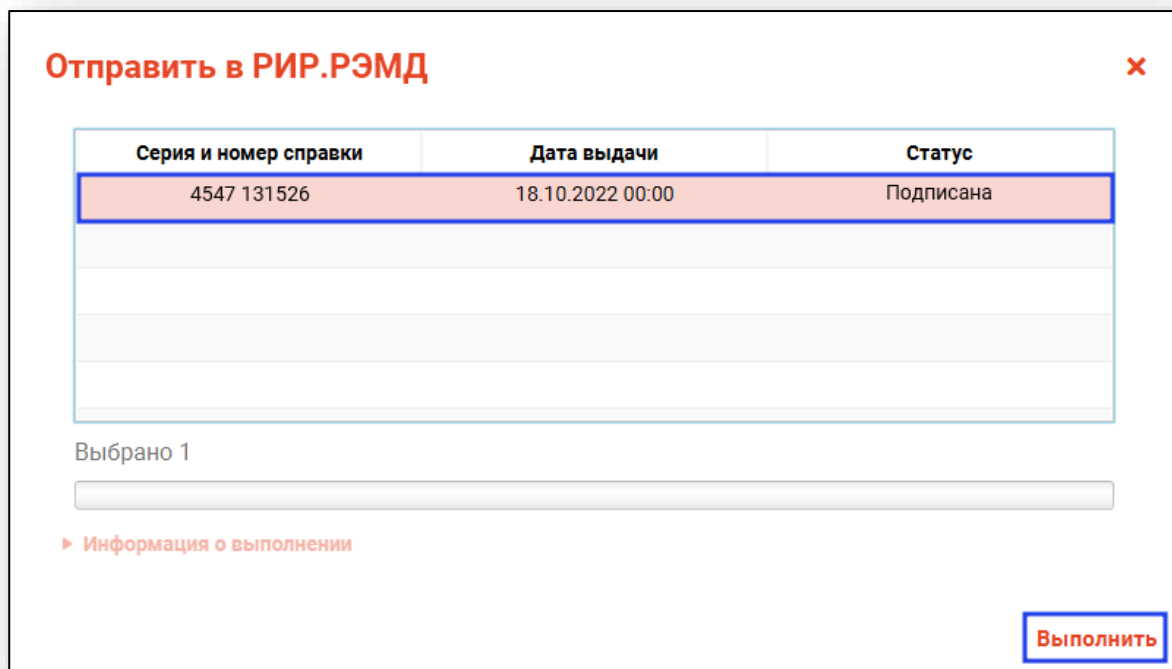 Отправить в РИР.РЭМД
Серия и номер справки Дата выдачи Статус
4547 131526 18.10.2022 00:00 Подписана
Выбрано 1
Информация о выполнении
Выполнить